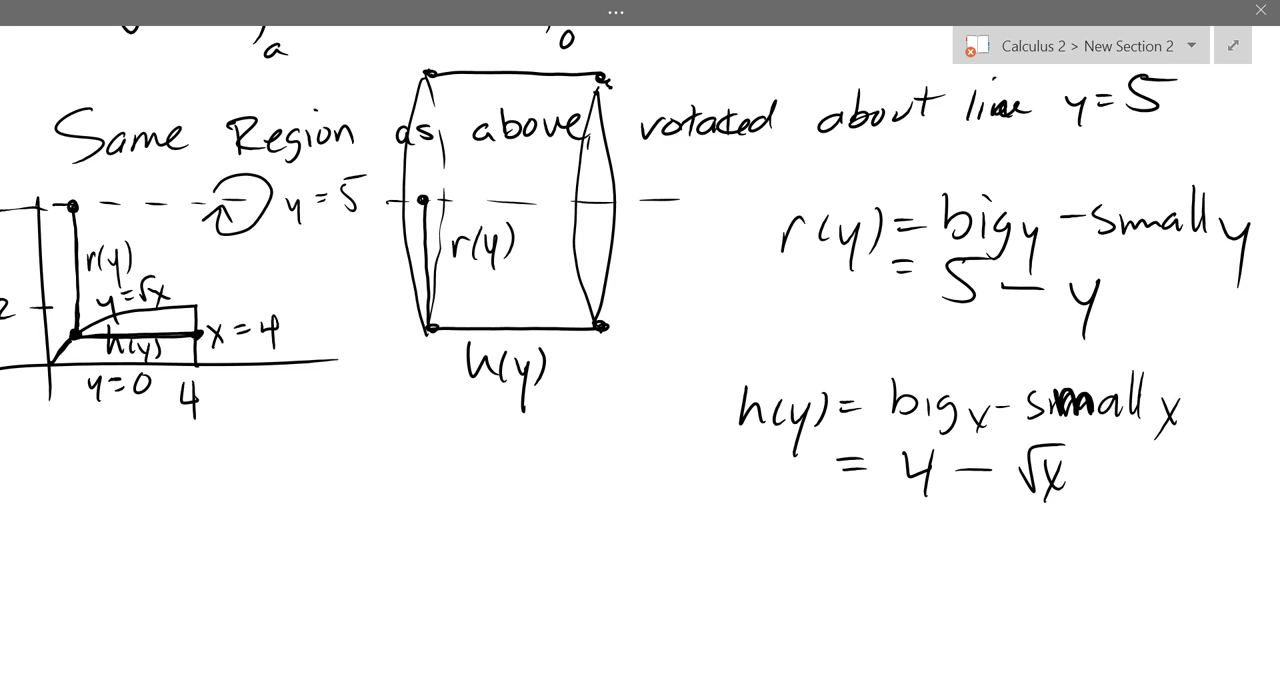 Calculus 2 > New Section 2
a
0
Same Region as above, rotated about line y = 5
y = 5
r(y)
r(y)
y = √x
2
x = 4
h(y)
y = 0
4
h(y)
r(y) = big y - small y
= 5 - y
h(y) = big x - small x
= 4 - √x